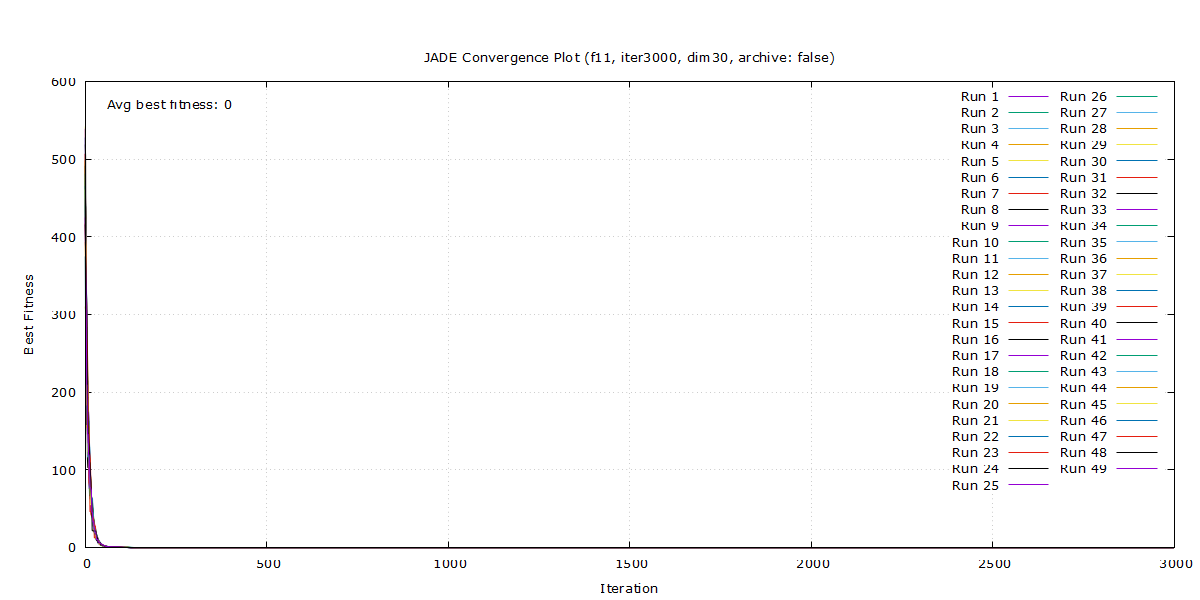 JADE Convergence Plot (f11, iter3000, dim30, archive: false)
600
500
400
300
200
100
0
Best Fitness
Avg best fitness: 0
Run 1
Run 2
Run 3
Run 4
Run 5
Run 6
Run 7
Run 8
Run 9
Run 10
Run 11
Run 12
Run 13
Run 14
Run 15
Run 16
Run 17
Run 18
Run 19
Run 20
Run 21
Run 22
Run 23
Run 24
Run 25
Run 26
Run 27
Run 28
Run 29
Run 30
Run 31
Run 32
Run 33
Run 34
Run 35
Run 36
Run 37
Run 38
Run 39
Run 40
Run 41
Run 42
Run 43
Run 44
Run 45
Run 46
Run 47
Run 48
Run 49
0 500 1000 1500 2000 2500 3000
Iteration